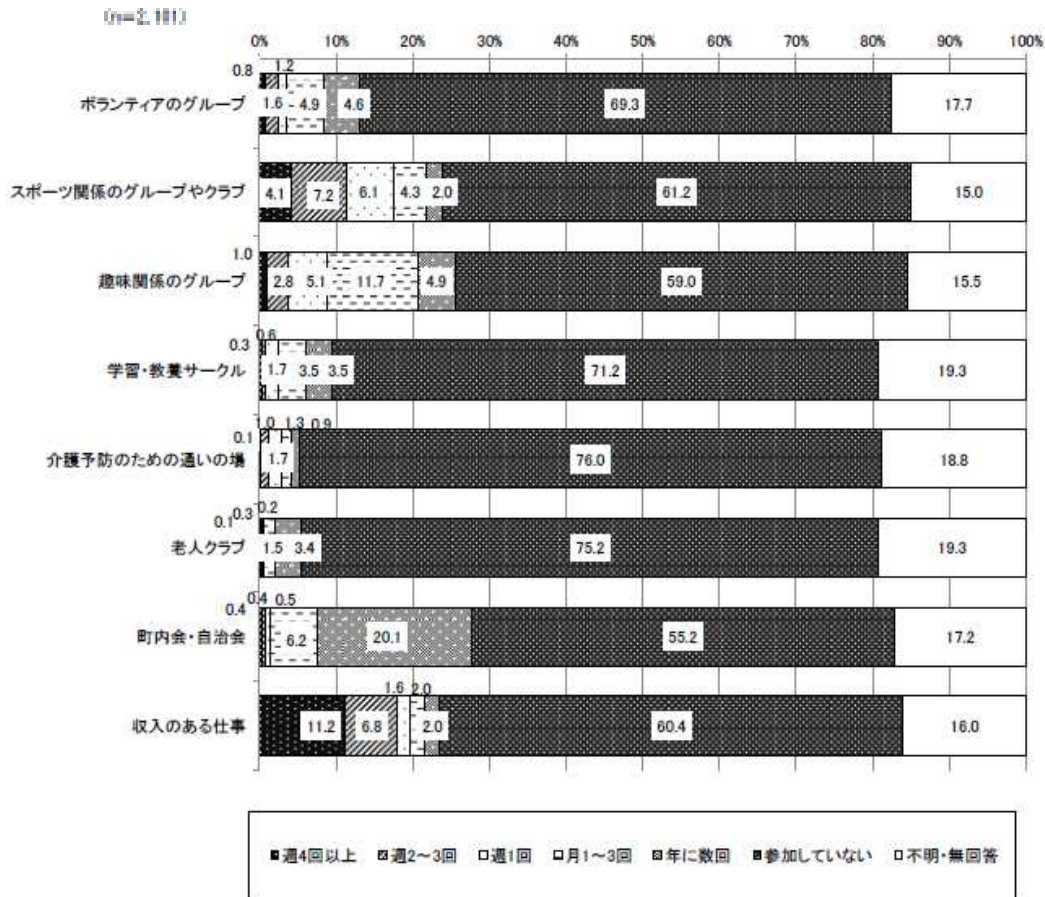 (n=2,181)
0% 10% 20% 30% 40% 50% 60% 70% 80% 90% 100%
0.8 1.2
ボランティアのグループ 1.6 4.9 4.6 69.3 17.7
スポーツ関係のグループやクラブ 4.1 7.2 6.1 4.3 2.0 61.2 15.0
1.0
趣味関係のグループ 2.8 5.1 11.7 4.9 59.0 15.5
0.3 0.6
学習・教養サークル 1.7 3.5 3.5 71.2 19.3
0.1 1.0 1.3 0.9
介護予防のための通いの場 1.7 76.0 18.8
0.1 0.3 0.2
老人クラブ 1.5 3.4 75.2 19.3
0.4 0.4 0.5
町内会・自治会 6.2 20.1 55.2 17.2
1.6 2.0
収入のある仕事 11.2 6.8 2.0 60.4 16.0
週4回以上 週2～3回 週1回 月1～3回 年に数回 参加していない 不明・無回答